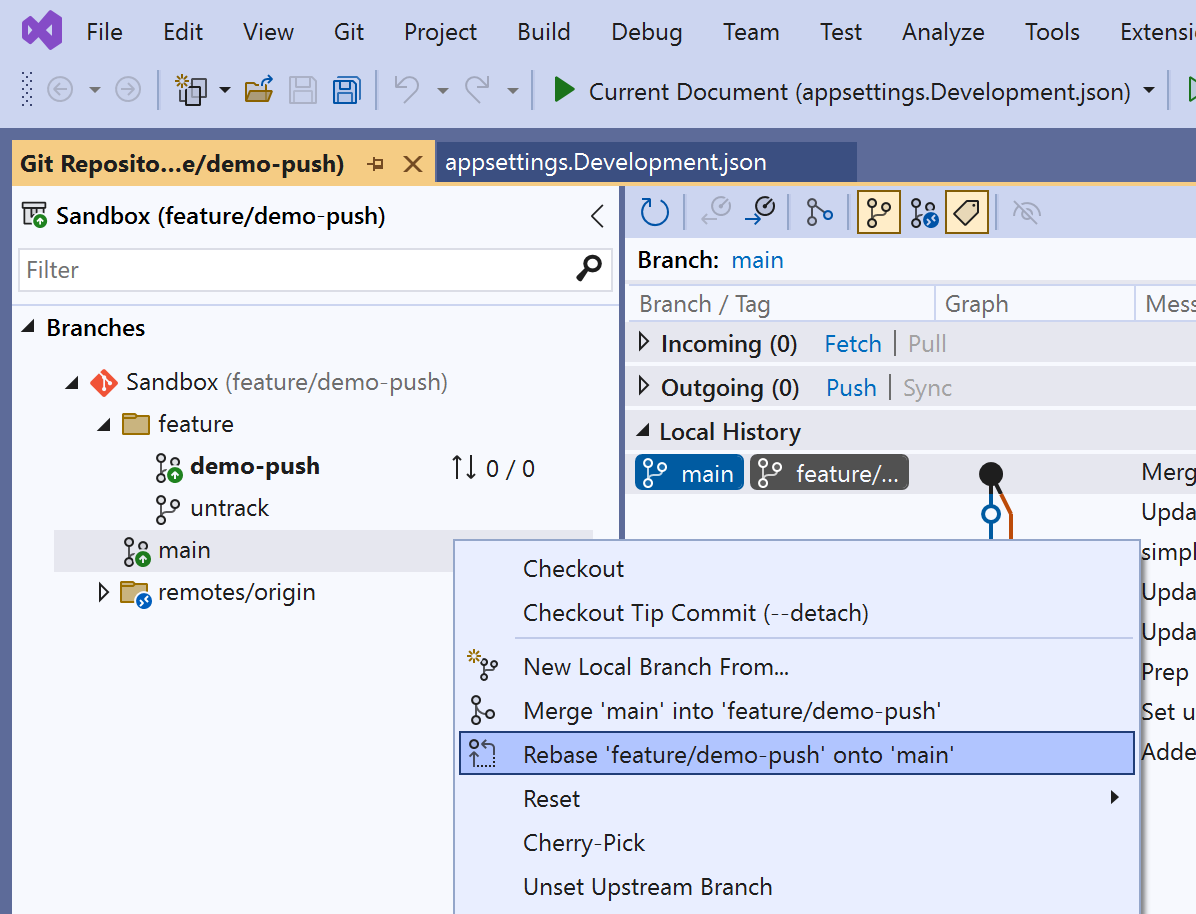 File Edit View Git Project Build Debug Team Test Analyze Tools Extensi
Current Document (appsettings.Development.json)
Git Reposito...e/demo-push) appsettings.Development.json
Sandbox (feature/demo-push)
Filter
Branches
Sandbox (feature/demo-push)
feature
demo-push 0 / 0
untrack
main
remotes/origin
Branch: main
Branch / Tag Graph Mess
Incoming (0) Fetch | Pull
Outgoing (0) Push | Sync
Local History
main feature/... Merg
Upda
simpl
Upda
Upda
Prep
Set u
Adde
Checkout
Checkout Tip Commit (--detach)
New Local Branch From...
Merge 'main' into 'feature/demo-push'
Rebase 'feature/demo-push' onto 'main'
Reset
Cherry-Pick
Unset Upstream Branch